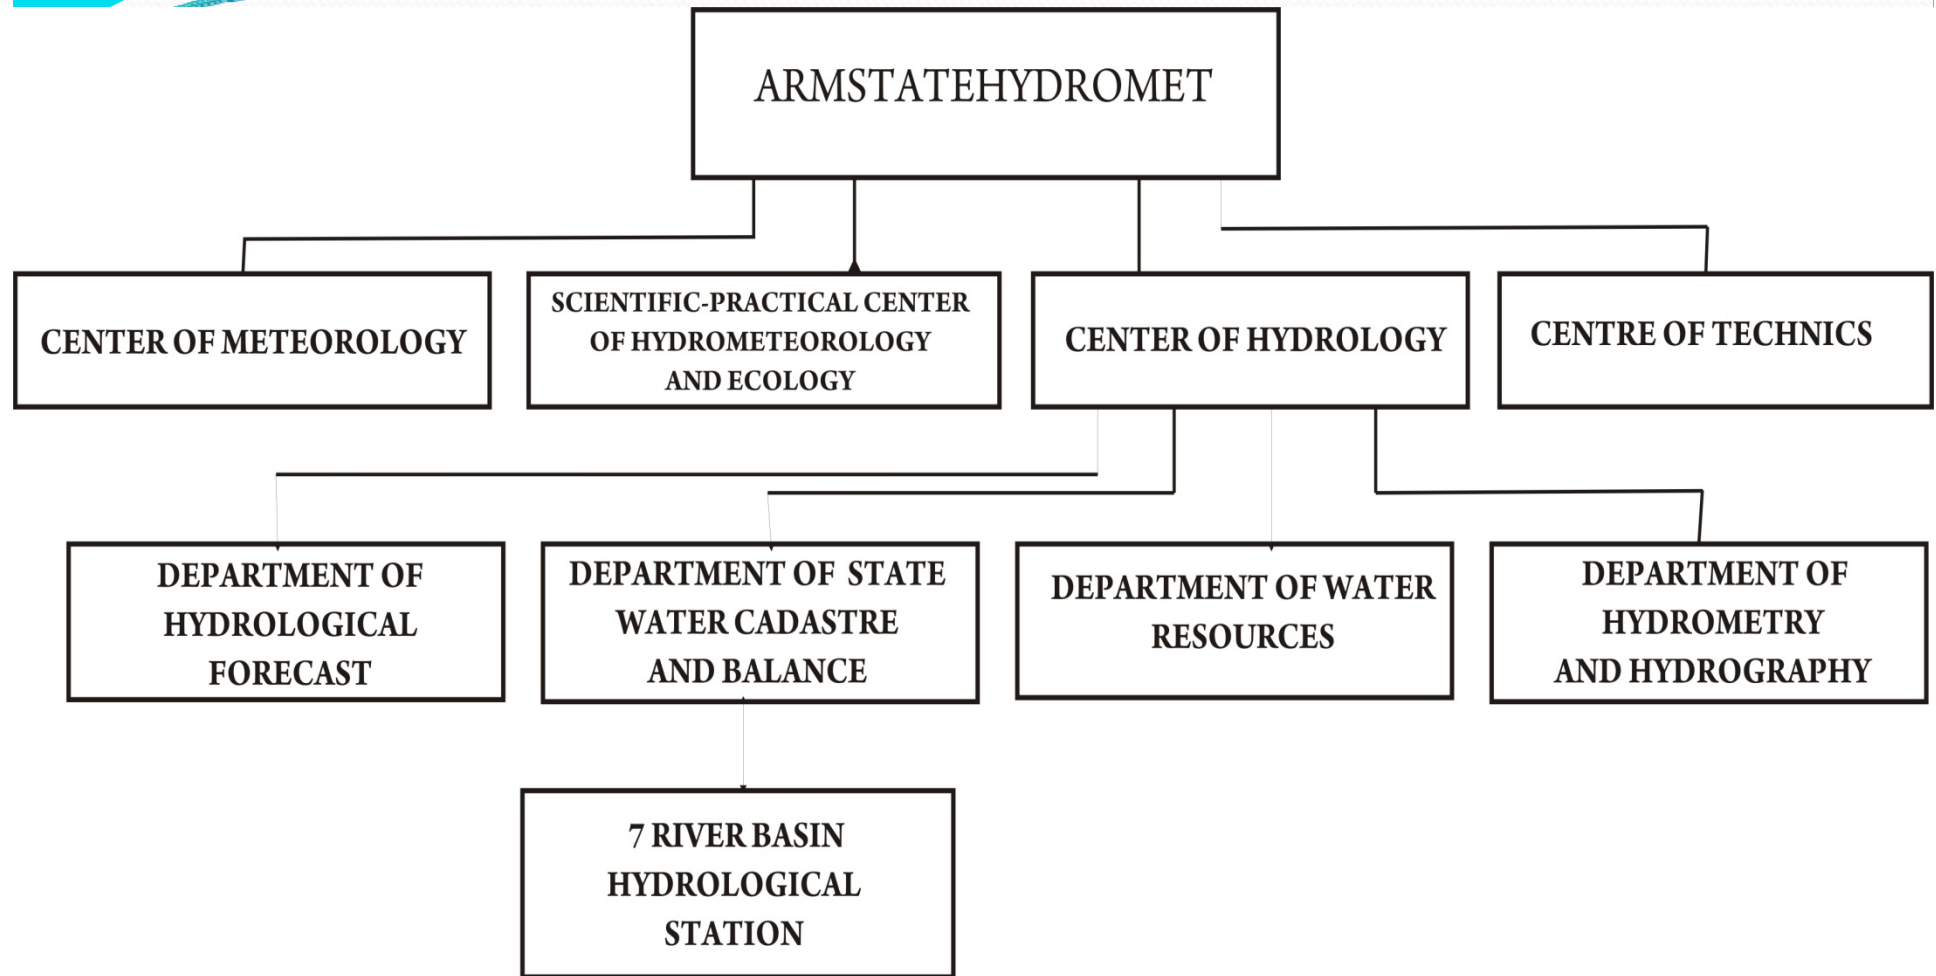 ARMSTATEHYDROMET
CENTER OF METEOROLOGY
SCIENTIFIC-PRACTICAL CENTER
OF HYDROMETEOROLOGY
AND ECOLOGY
CENTER OF HYDROLOGY
CENTRE OF TECHNICS
DEPARTMENT OF
HYDROLOGICAL
FORECAST
DEPARTMENT OF STATE
WATER CADASTRE
AND BALANCE
DEPARTMENT OF WATER
RESOURCES
DEPARTMENT OF
HYDROMETRY
AND HYDROGRAPHY
7 RIVER BASIN
HYDROLOGICAL
STATION